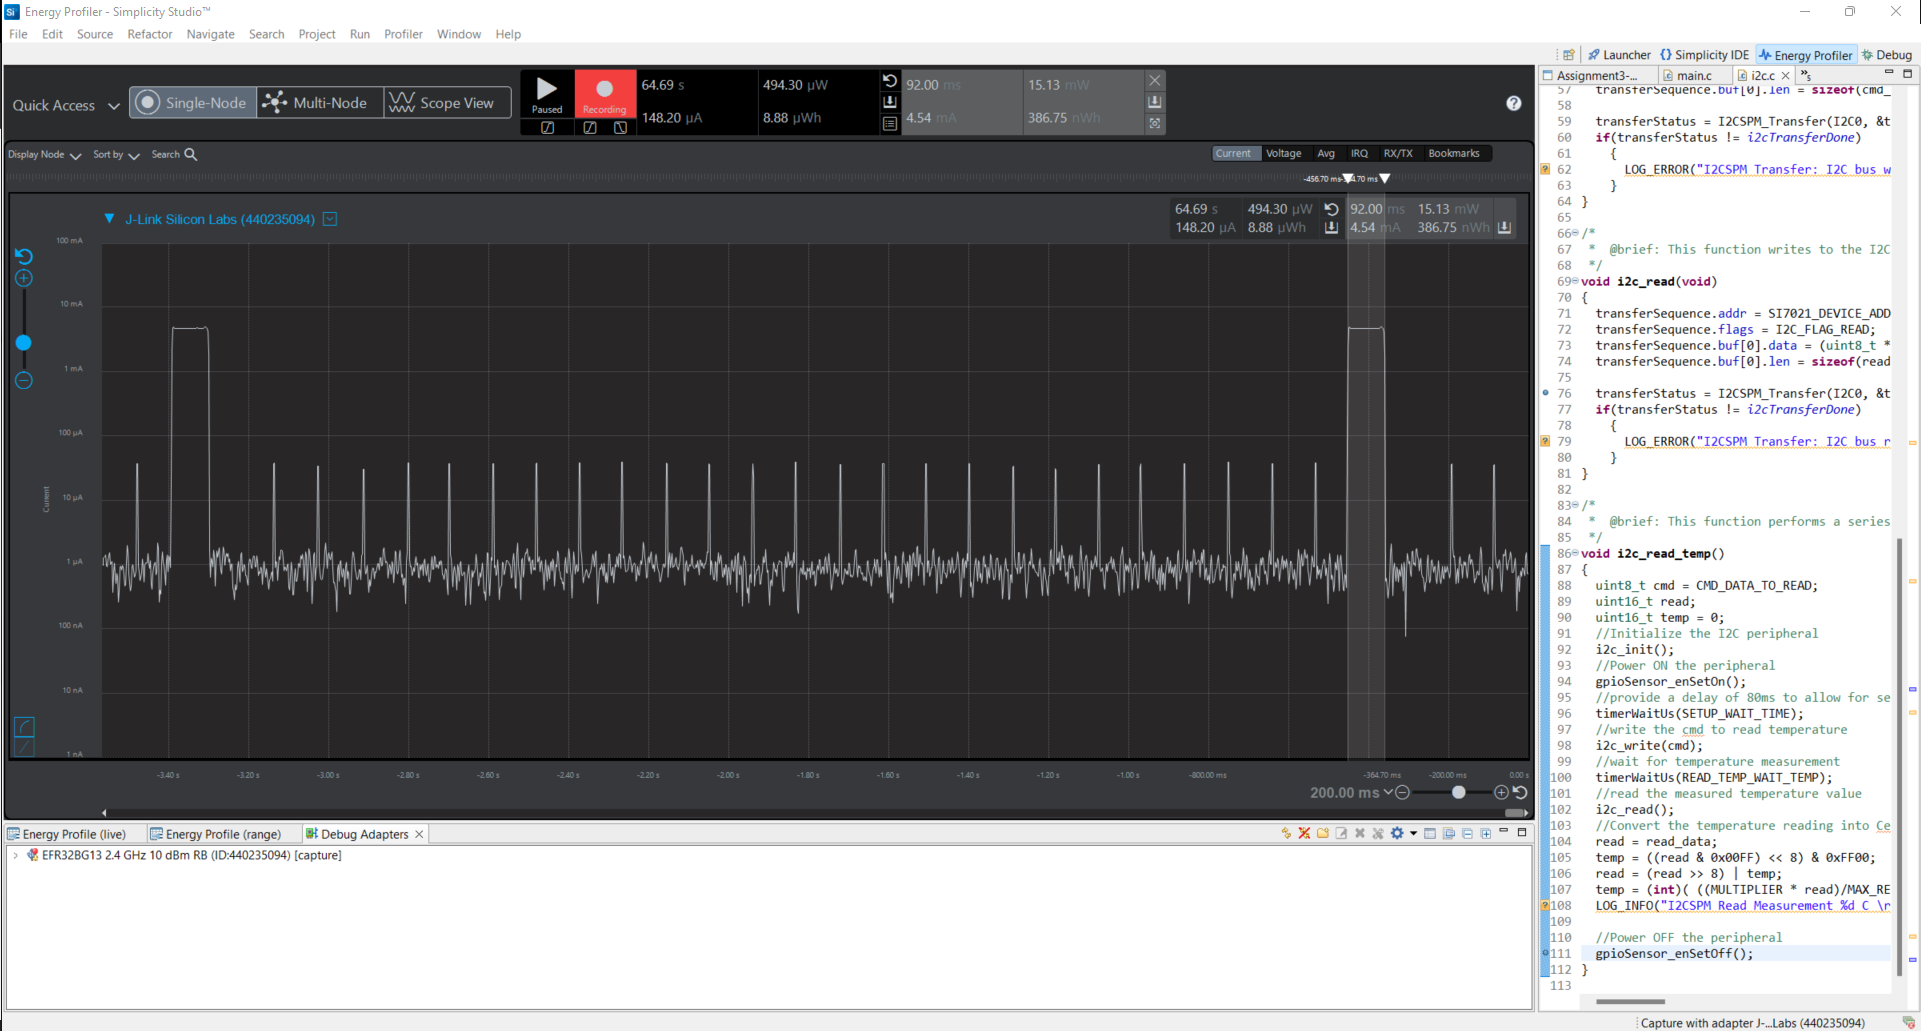 Energy Profiler - Simplicity Studio™
File Edit Source Refactor Navigate Search Project Run Profiler Window Help
Launcher {} Simplicity IDE Energy Profiler Debug
Quick Access Single-Node Multi-Node Scope View
Paused Recording
64.69 s 494.30 µW
148.20 µA 8.88 µWh
92.00 ms 15.13 mW
4.54 mA 386.75 nWh
Display Node Sort by Search
Current Voltage Avg IRQ RX/TX Bookmarks
-456.70 ms
J-Link Silicon Labs (440235094)
64.69 s 494.30 µW 92.00 ms 15.13 mW
148.20 µA 8.88 µWh 4.54 mA 386.75 nWh
100 mA
10 mA
1 mA
100 µA
10 µA
1 µA
100 nA
10 nA
1 nA
Current
-3.40 s -3.20 s -3.00 s -2.80 s -2.60 s -2.40 s -2.20 s -2.00 s -1.80 s -1.60 s -1.40 s -1.20 s -1.00 s -800.00 ms -364.70 ms -200.00 ms 0.00 s
200.00 ms
Energy Profile (live) Energy Profile (range) Debug Adapters
EFR32BG13 2.4 GHz 10 dBm RB (ID:440235094) [capture]
Assignment3-... main.c i2c.c »5
57 transferSequence.buf[0].len = sizeof(cmd_
58
59 transferStatus = I2CSPM_Transfer(I2C0, &t
60 if(transferStatus != i2cTransferDone)
61 {
62 LOG_ERROR("I2CSPM_Transfer: I2C bus w
63 }
64 }
65
66 /*
67 * @brief: This function writes to the I2C
68 */
69 void i2c_read(void)
70 {
71 transferSequence.addr = SI7021_DEVICE_ADD
72 transferSequence.flags = I2C_FLAG_READ;
73 transferSequence.buf[0].data = (uint8_t *
74 transferSequence.buf[0].len = sizeof(read
75
76 transferStatus = I2CSPM_Transfer(I2C0, &t
77 if(transferStatus != i2cTransferDone)
78 {
79 LOG_ERROR("I2CSPM_Transfer: I2C bus r
80 }
81 }
82
83 /*
84 * @brief: This function performs a series
85 */
86 void i2c_read_temp()
87 {
88 uint8_t cmd = CMD_DATA_TO_READ;
89 uint16_t read;
90 uint16_t temp = 0;
91 //Initialize the I2C peripheral
92 i2c_init();
93 //Power ON the peripheral
94 gpioSensor_enSetOn();
95 //provide a delay of 80ms to allow for se
96 timerWaitUs(SETUP_WAIT_TIME);
97 //write the cmd to read temperature
98 i2c_write(cmd);
99 //wait for temperature measurement
100 timerWaitUs(READ_TEMP_WAIT_TEMP);
101 //read the measured temperature value
102 i2c_read();
103 //Convert the temperature reading into Ce
104 read = read_data;
105 temp = ((read & 0x00FF) << 8) & 0xFF00;
106 read = (read >> 8) | temp;
107 temp = (int)( ((MULTIPLIER * read)/MAX_RE
108 LOG_INFO("I2CSPM_Read Measurement %d C \r
109
110 //Power OFF the peripheral
111 gpioSensor_enSetOff();
112 }
113
Capture with adapter J-...Labs (440235094)